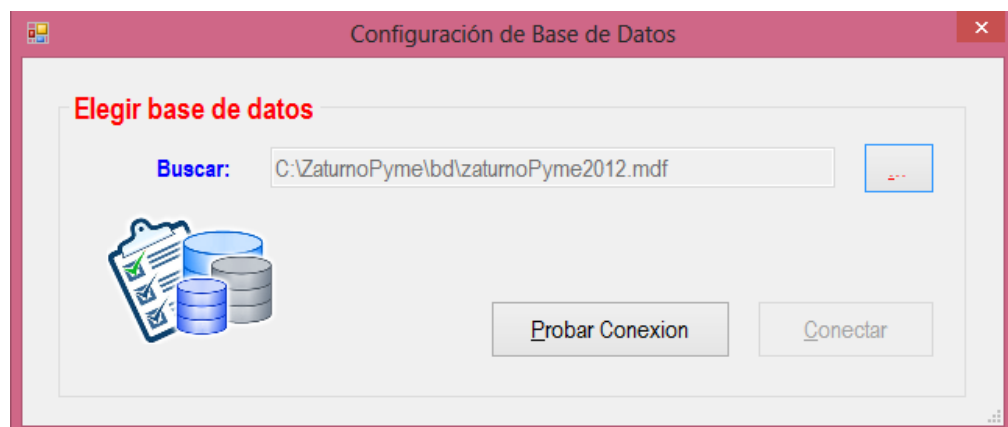 Configuración de Base de Datos
Elegir base de datos
Buscar: C:\ZaturnoPyme\bd\zaturnoPyme2012.mdf ...
Probar Conexion Conectar